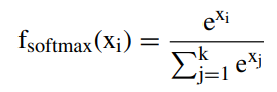 f_softmax(x_i) = e^{x_i} / ∑_{j=1}^{k} e^{x_j}